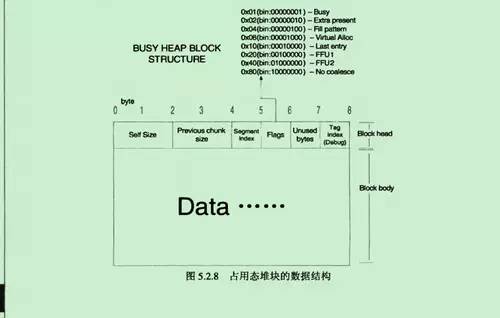 0x01(bin:00000001) – Busy
0x02(bin:00000010) – Extra present
0x04(bin:00000100) – Fill pattern
0x08(bin:00001000) – Virtual Alloc
0x10(bin:00010000) – Last entry
0x20(bin:00100000) – FFU1
0x40(bin:01000000) – FFU2
0x80(bin:10000000) – No coalesce
BUSY HEAP BLOCK
STRUCTURE
byte
0 1 2 3 4 5 6 7 8
Self Size
Previous chunk
size
Segment
Index
Flags
Unused
bytes
Tag
index
(Debug)
Block head
Data ······
Block body
图 5.2.8 占用态堆块的数据结构